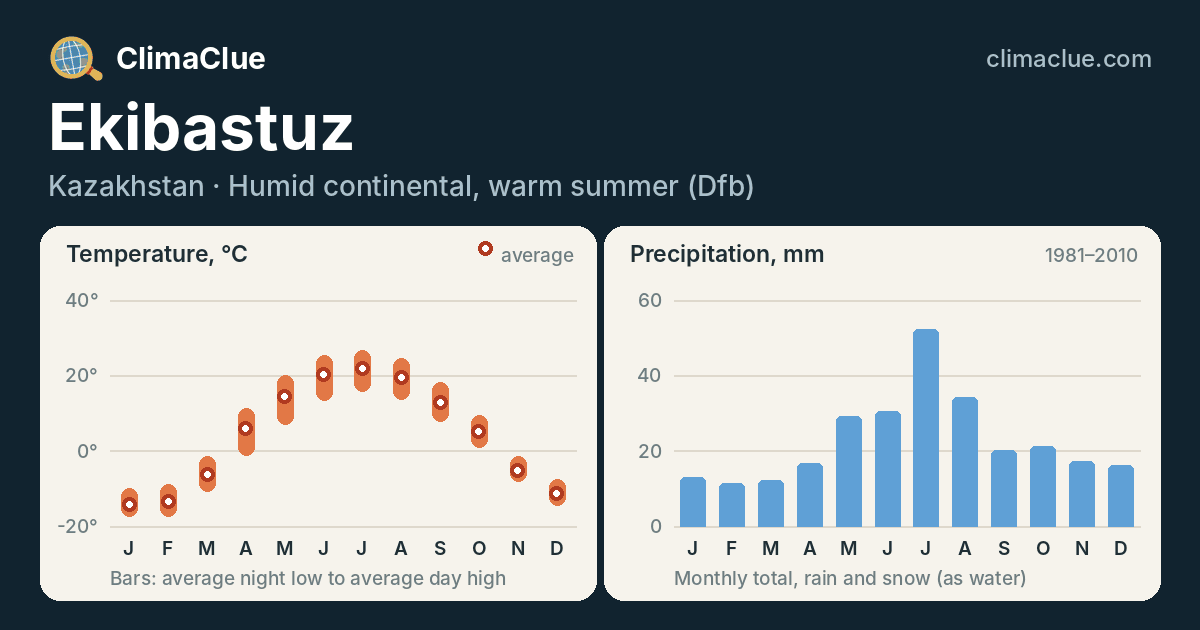 ClimaClue
climaclue.com
Ekibastuz
Kazakhstan · Humid continental, warm summer (Dfb)
Temperature, °C
average
40°
20°
0°
-20°
J F M A M J J A S O N D
Bars: average night low to average day high
Precipitation, mm
1981–2010
60
40
20
0
J F M A M J J A S O N D
Monthly total, rain and snow (as water)